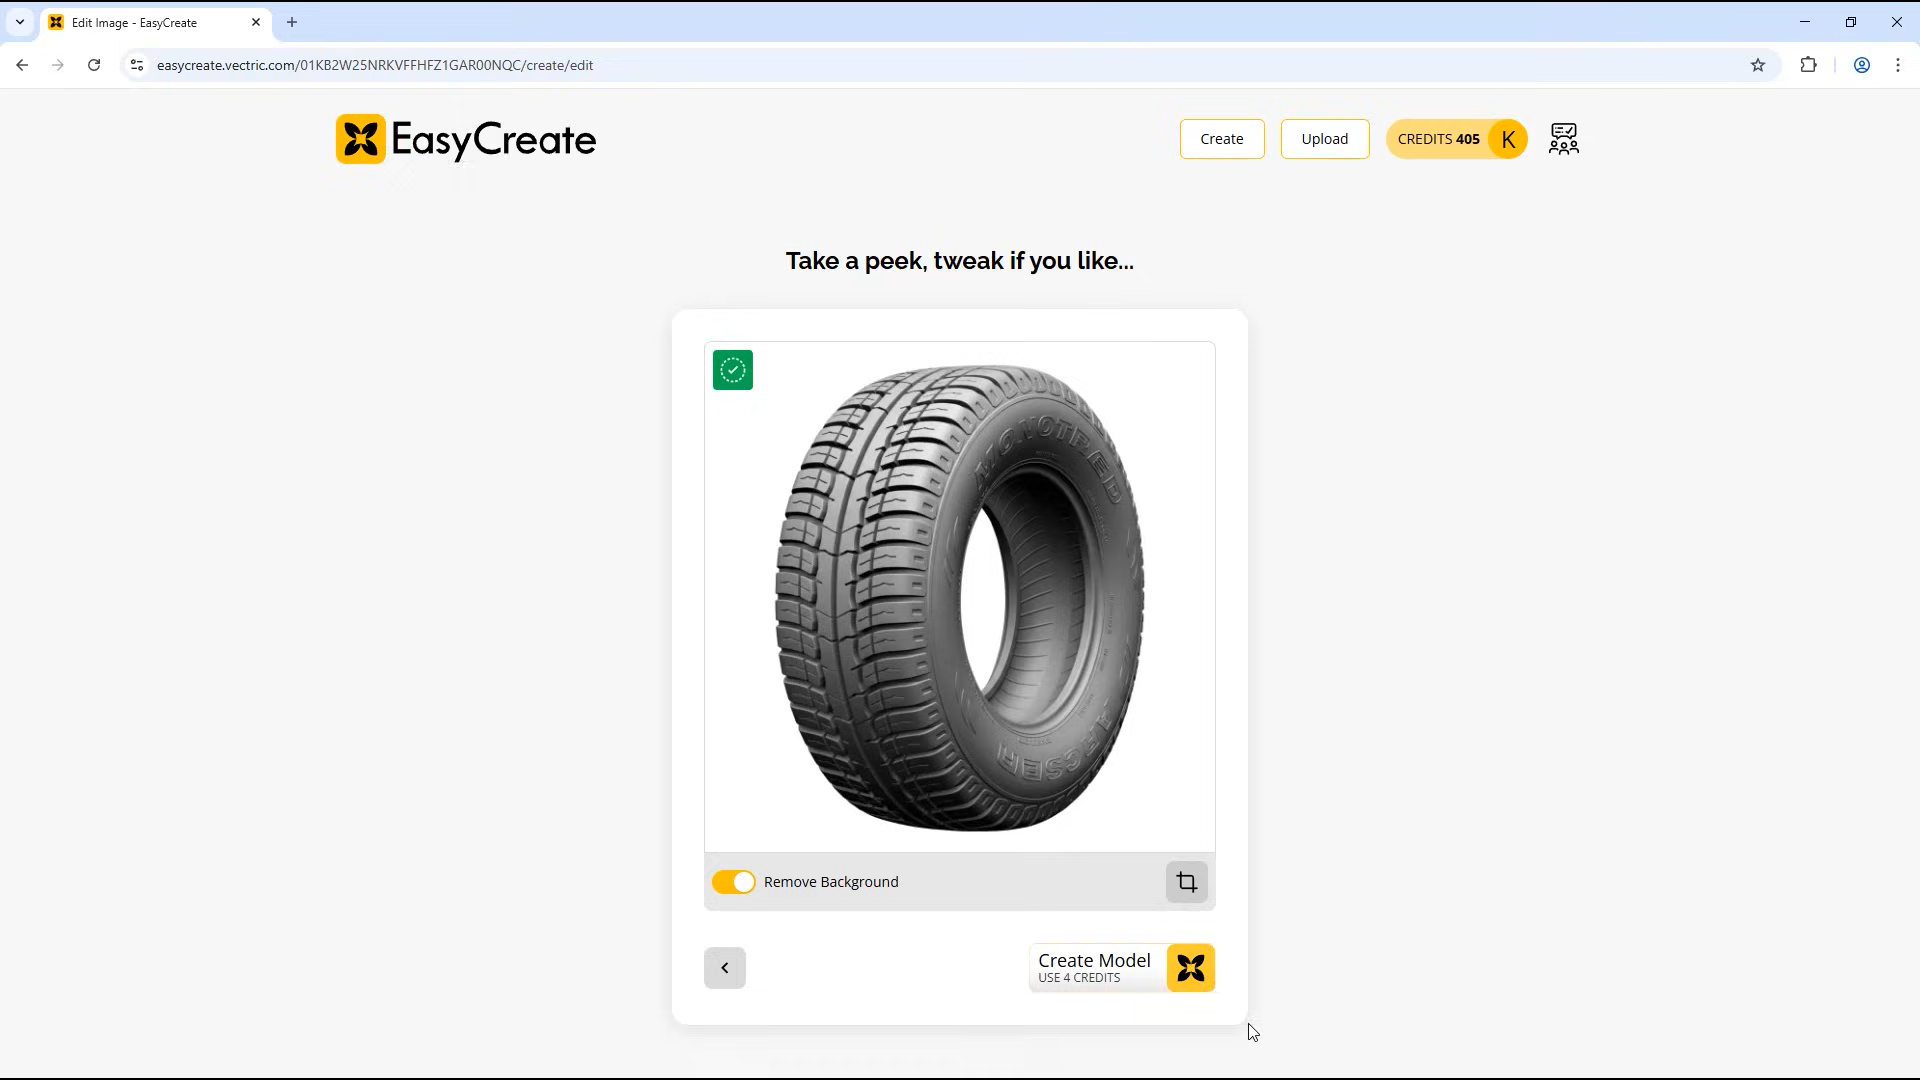 Edit Image - EasyCreate
easycreate.vectric.com/01KB2W25NRKVFFHFZ1GAR00NQC/create/edit
EasyCreate
Create
Upload
CREDITS 405
K
Take a peek, tweak if you like...
MONOTRED
Remove Background
Create Model
USE 4 CREDITS